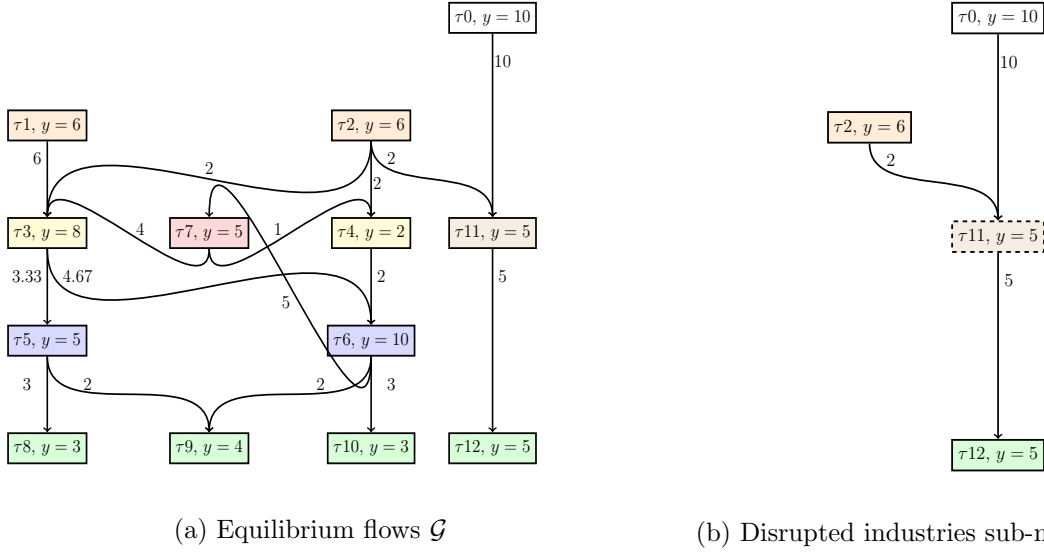 τ0, y = 10
10
τ1, y = 6
τ2, y = 6
6
2
2
2
τ3, y = 8
4
τ7, y = 5
1
τ4, y = 2
τ11, y = 5
3.33
4.67
5
2
5
τ5, y = 5
τ6, y = 10
3
2
2
3
τ8, y = 3
τ9, y = 4
τ10, y = 3
τ12, y = 5
(a) Equilibrium flows G
τ0, y = 10
10
τ2, y = 6
2
τ11, y = 5
5
τ12, y = 5
(b) Disrupted industries sub-